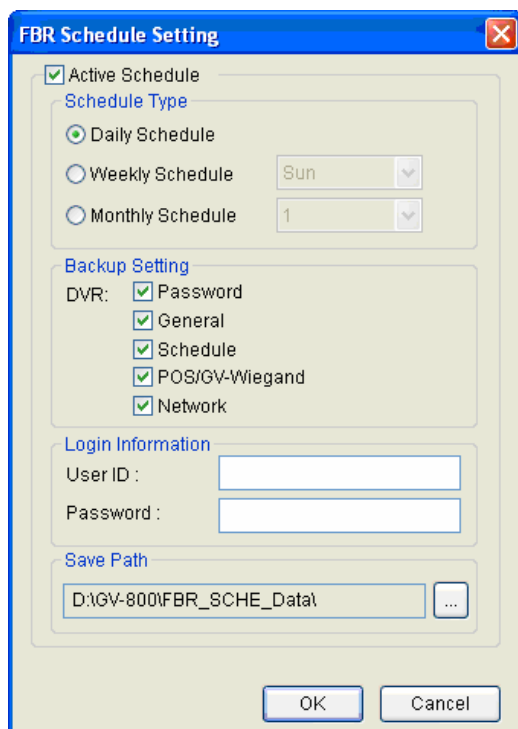 FBR Schedule Setting
Active Schedule
Schedule Type
Daily Schedule
Weekly Schedule Sun
Monthly Schedule 1
Backup Setting
DVR: Password
General
Schedule
POS/GV-Wiegand
Network
Login Information
User ID :
Password :
Save Path
D:\GV-800\FBR_SCHE_Data\ ...
OK Cancel